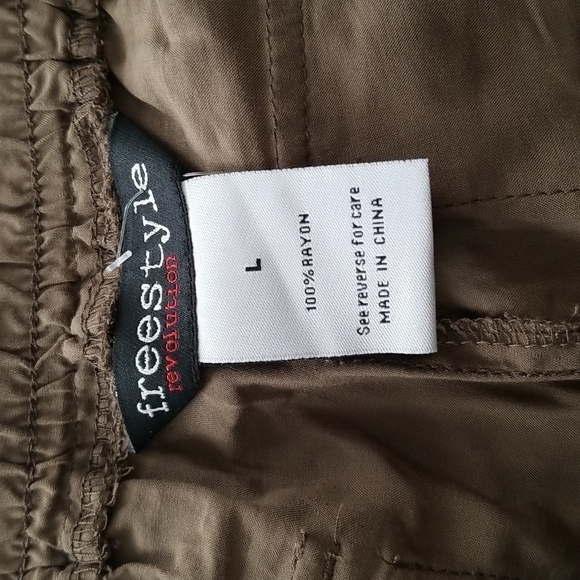 freestyle
revolution
L
100% RAYON
See reverse for care
MADE IN CHINA